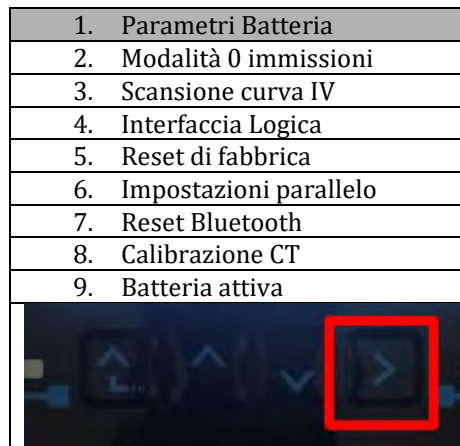 1. Parametri Batteria
2. Modalità 0 immissioni
3. Scansione curva IV
4. Interfaccia Logica
5. Reset di fabbrica
6. Impostazioni parallelo
7. Reset Bluetooth
8. Calibrazione CT
9. Batteria attiva